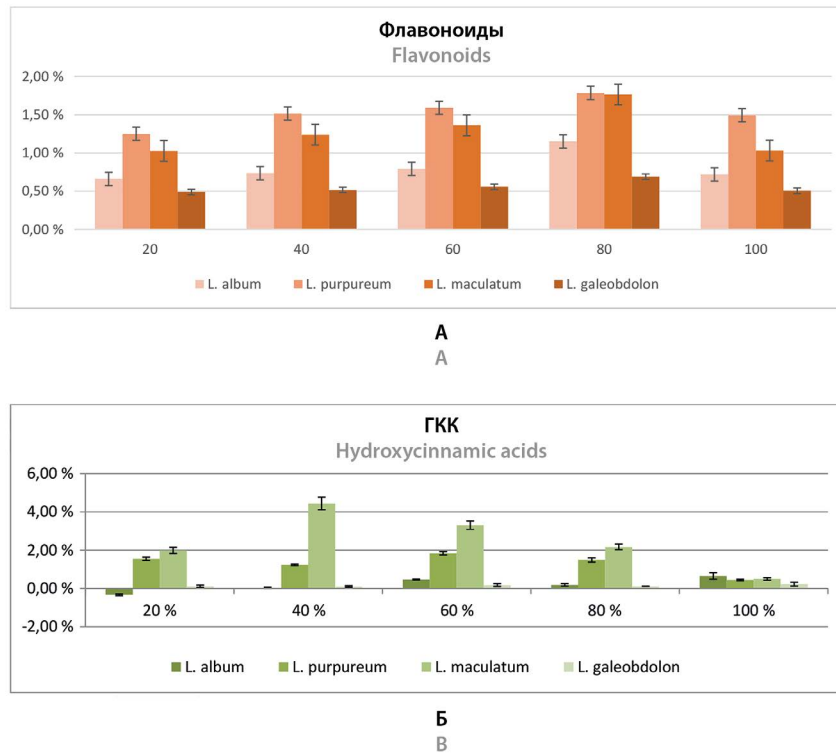 Флавоноиды
Flavonoids
2,00 %
1,50 %
1,00 %
0,50 %
0,00 %
20 40 60 80 100
L. album L. purpureum L. maculatum L. galeobdolon
А
A
ГКК
Hydroxycinnamic acids
6,00 %
4,00 %
2,00 %
0,00 %
-2,00 %
20 % 40 % 60 % 80 % 100 %
L. album L. purpureum L. maculatum L. galeobdolon
Б
B